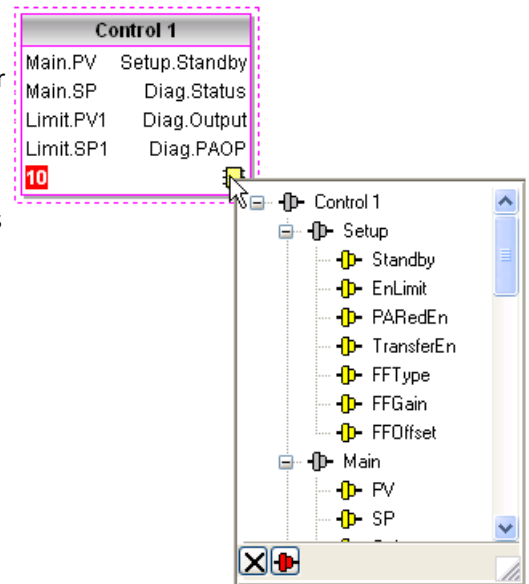 Control 1
Main.PV Setup.Standby
Main.SP Diag.Status
Limit.PV1 Diag.Output
Limit.SP1 Diag.PAOP
10
Control 1
Setup
Standby
EnLimit
PARedEn
TransferEn
FFType
FFGain
FFOffset
Main
PV
SP